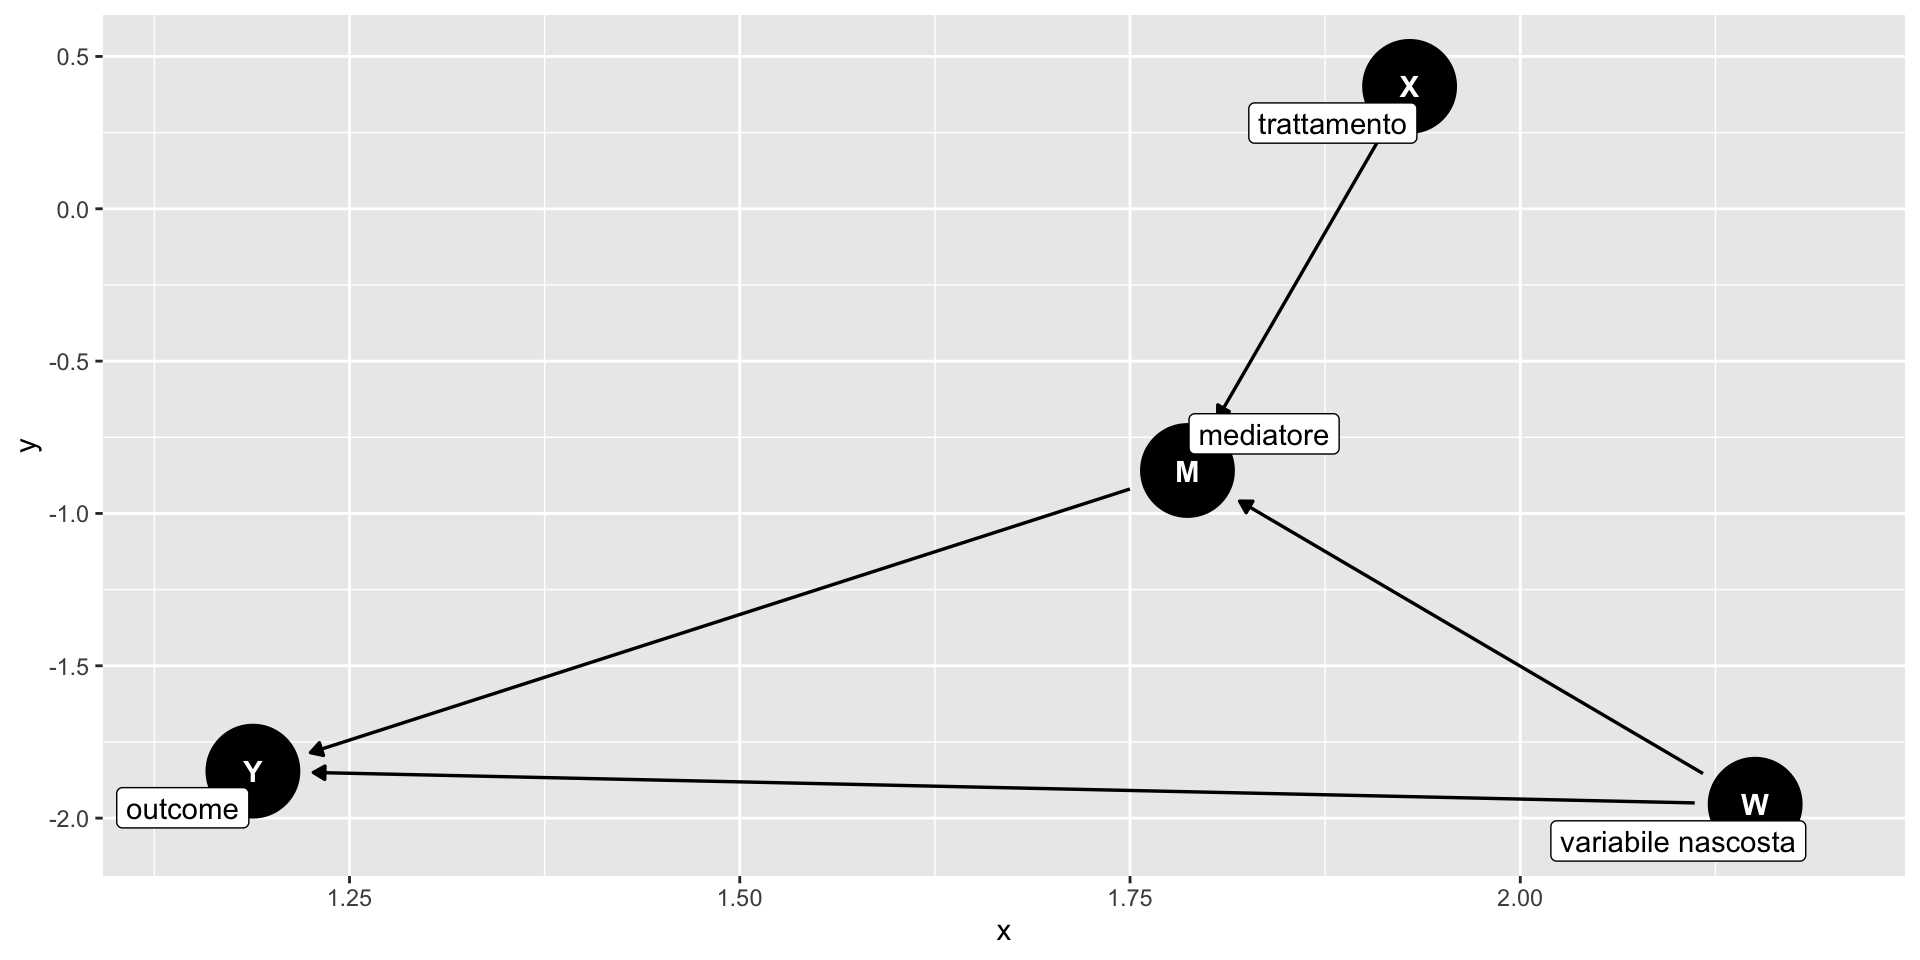 0.5
X
trattamento
0.0
-0.5
mediatore
M
y
-1.0
-1.5
Y
W
outcome
-2.0
variabile nascosta
1.25 1.50 1.75 2.00
x